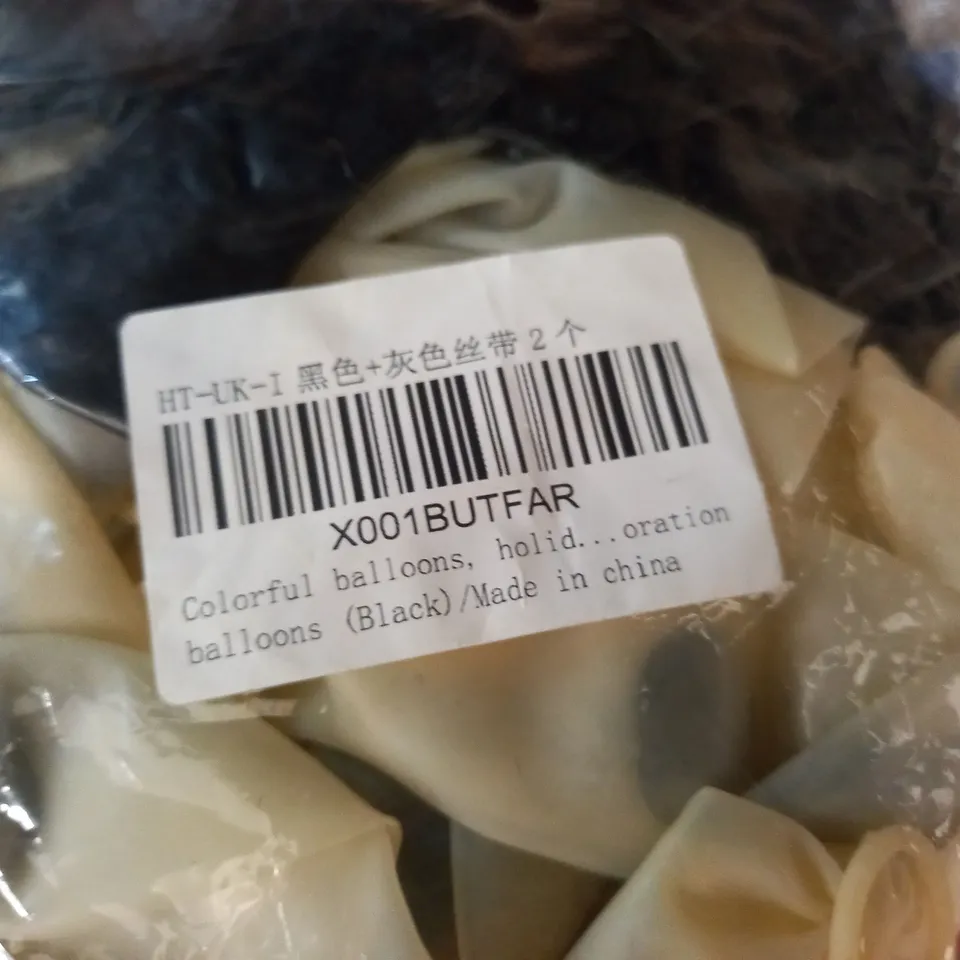 HT-UK-I 黑色+灰色丝带 2 个
X001BUTFAR
Colorful balloons, holid...oration
balloons (Black)/Made in china